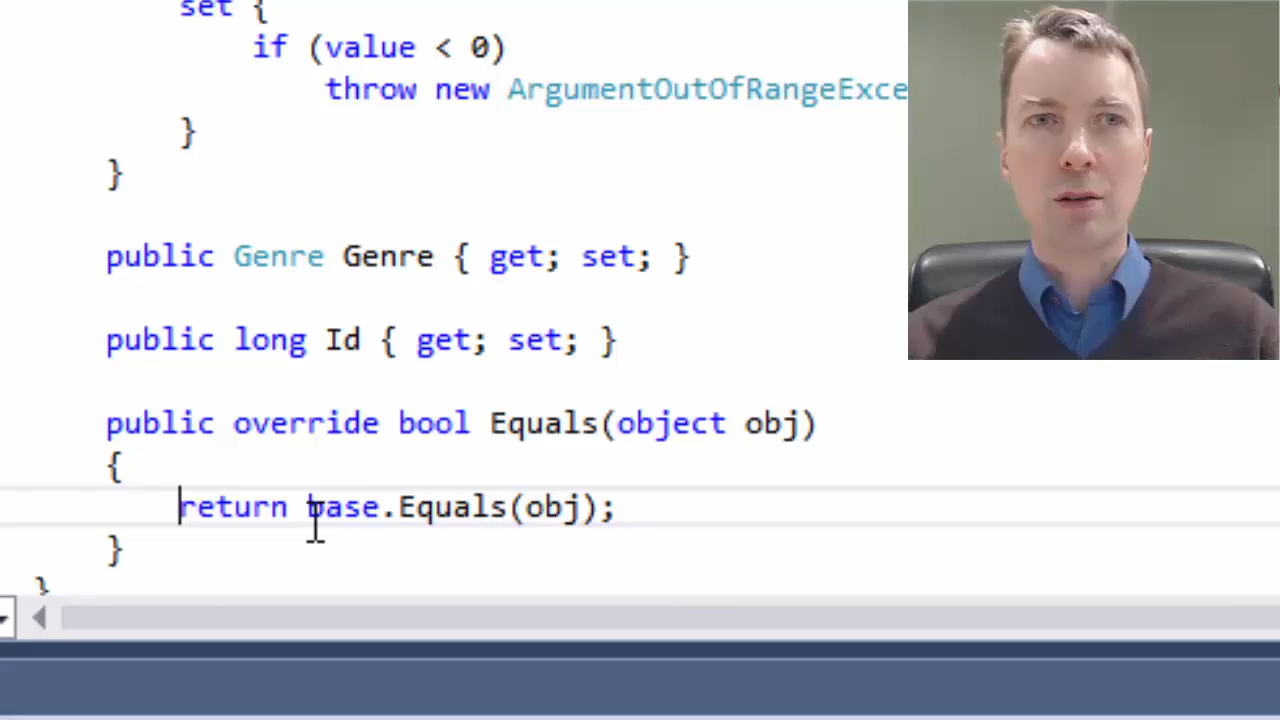 set {
if (value < 0)
throw new ArgumentOutOfRangeExce
}
}
public Genre Genre { get; set; }
public long Id { get; set; }
public override bool Equals(object obj)
{
return base.Equals(obj);
}
}